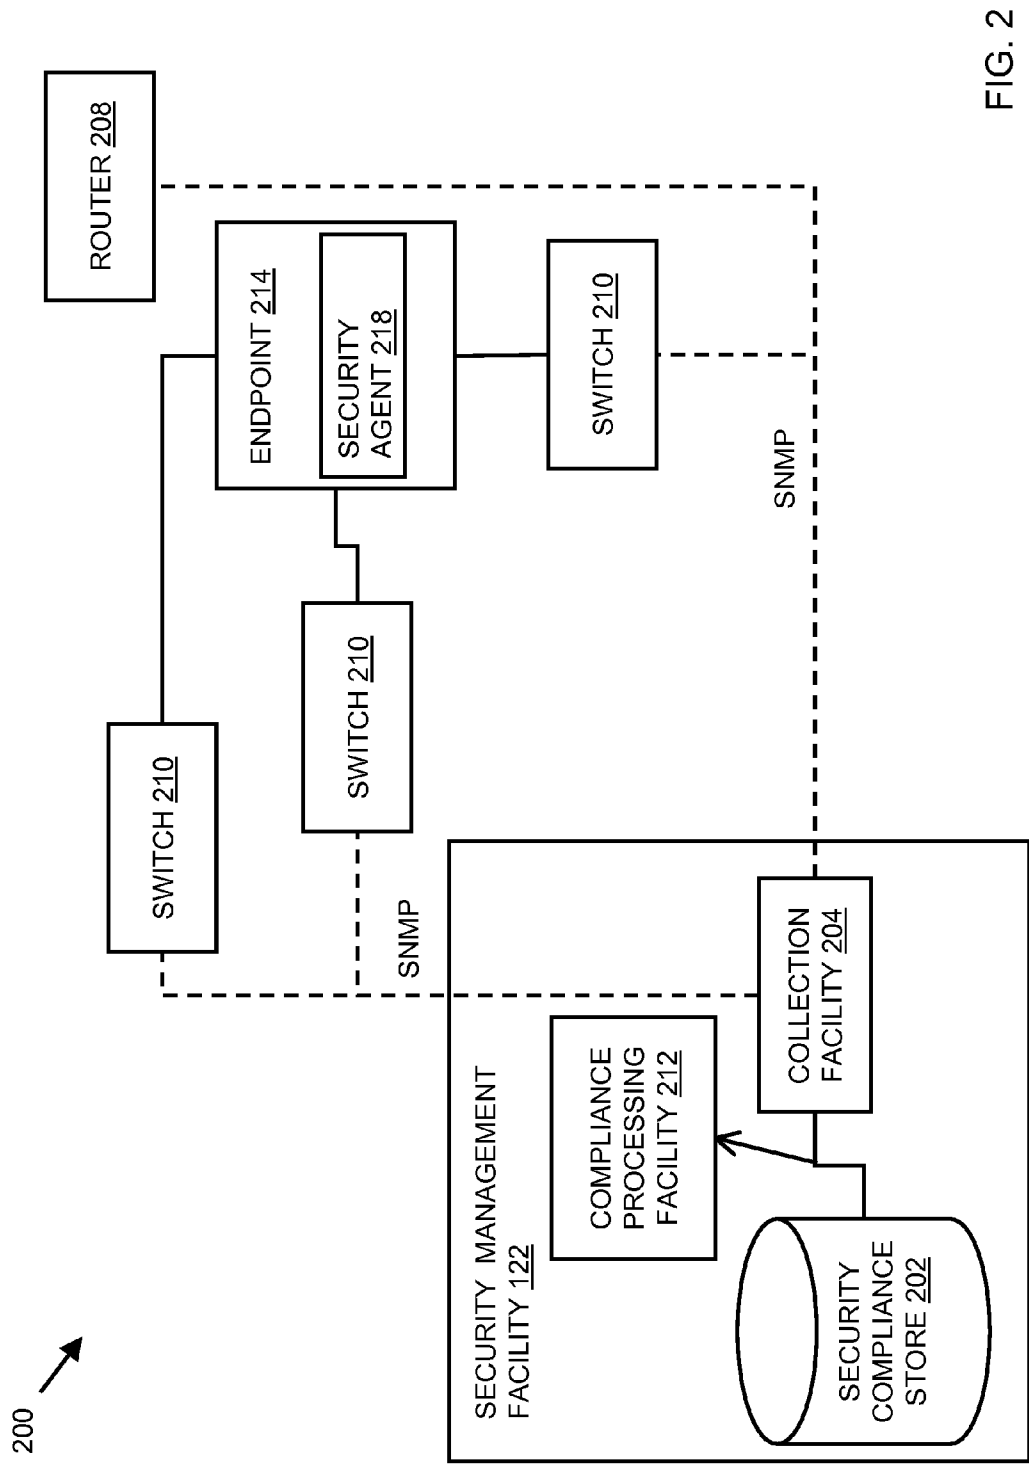 200
SWITCH 210
SWITCH 210
ROUTER 208
ENDPOINT 214
SECURITY
AGENT 218
SWITCH 210
SNMP
SNMP
SECURITY MANAGEMENT
FACILITY 122
COMPLIANCE
PROCESSING
FACILITY 212
COLLECTION
FACILITY 204
SECURITY
COMPLIANCE
STORE 202
FIG. 2